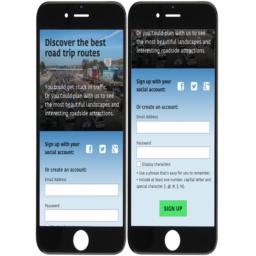 Discover the best
road trip routes
You could get stuck in traffic.
Or you could plan with us to see
the most beautiful landscapes and
interesting roadside attractions.
Sign up with your
social account:
Or create an account:
Email Address
Password
Or you could plan with us to see
the most beautiful landscapes and
interesting roadside attractions.
Sign up with your
social account:
Or create an account:
Email Address
Password
Display characters
• Use a phrase that's easy for you to remember.
• Include at least one number, capital letter and
special character
SIGN UP